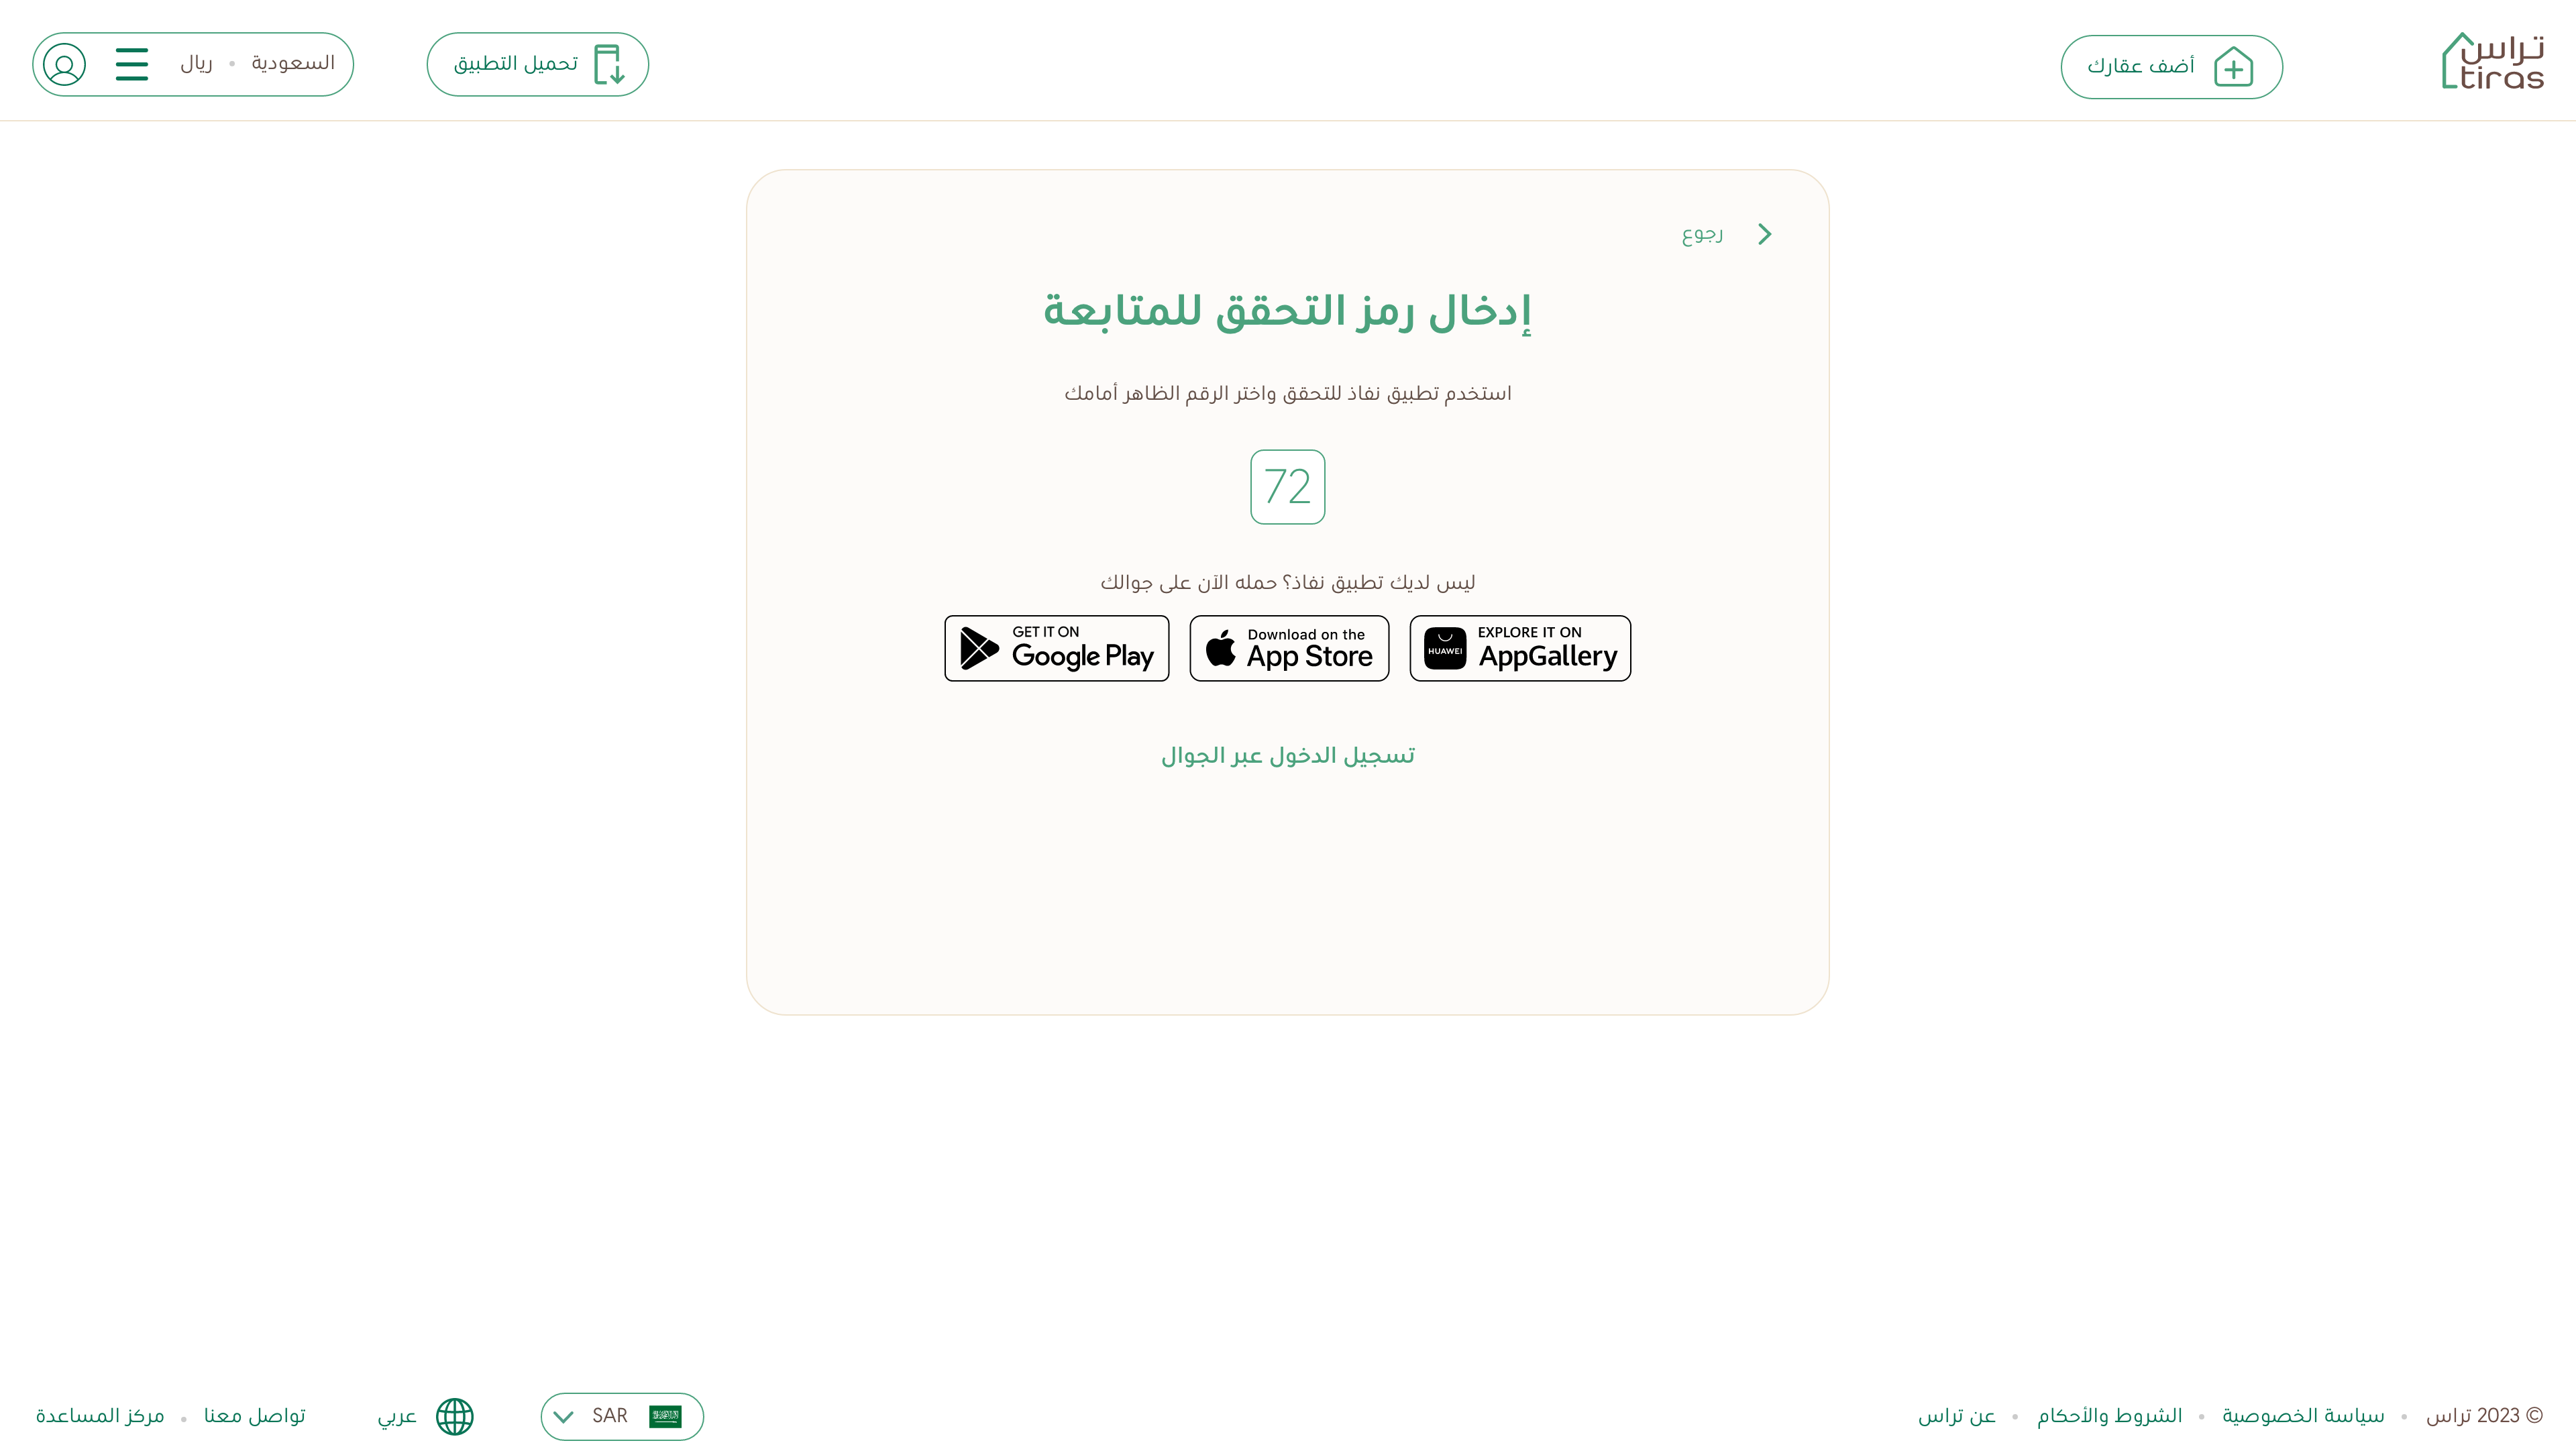 تراس
tiras
أضف عقارك
تحميل التطبيق
السعودية • ريال
رجوع
إدخال رمز التحقق للمتابعة
استخدم تطبيق نفاذ للتحقق واختر الرقم الظاهر أمامك
72
ليس لديك تطبيق نفاذ؟ حمله الآن على جوالك
HUAWEI
EXPLORE IT ON
AppGallery
Download on the
App Store
GET IT ON
Google Play
تسجيل الدخول عبر الجوال
© 2023 تراس • سياسة الخصوصية • الشروط والأحكام • عن تراس
SAR
عربي
تواصل معنا • مركز المساعدة